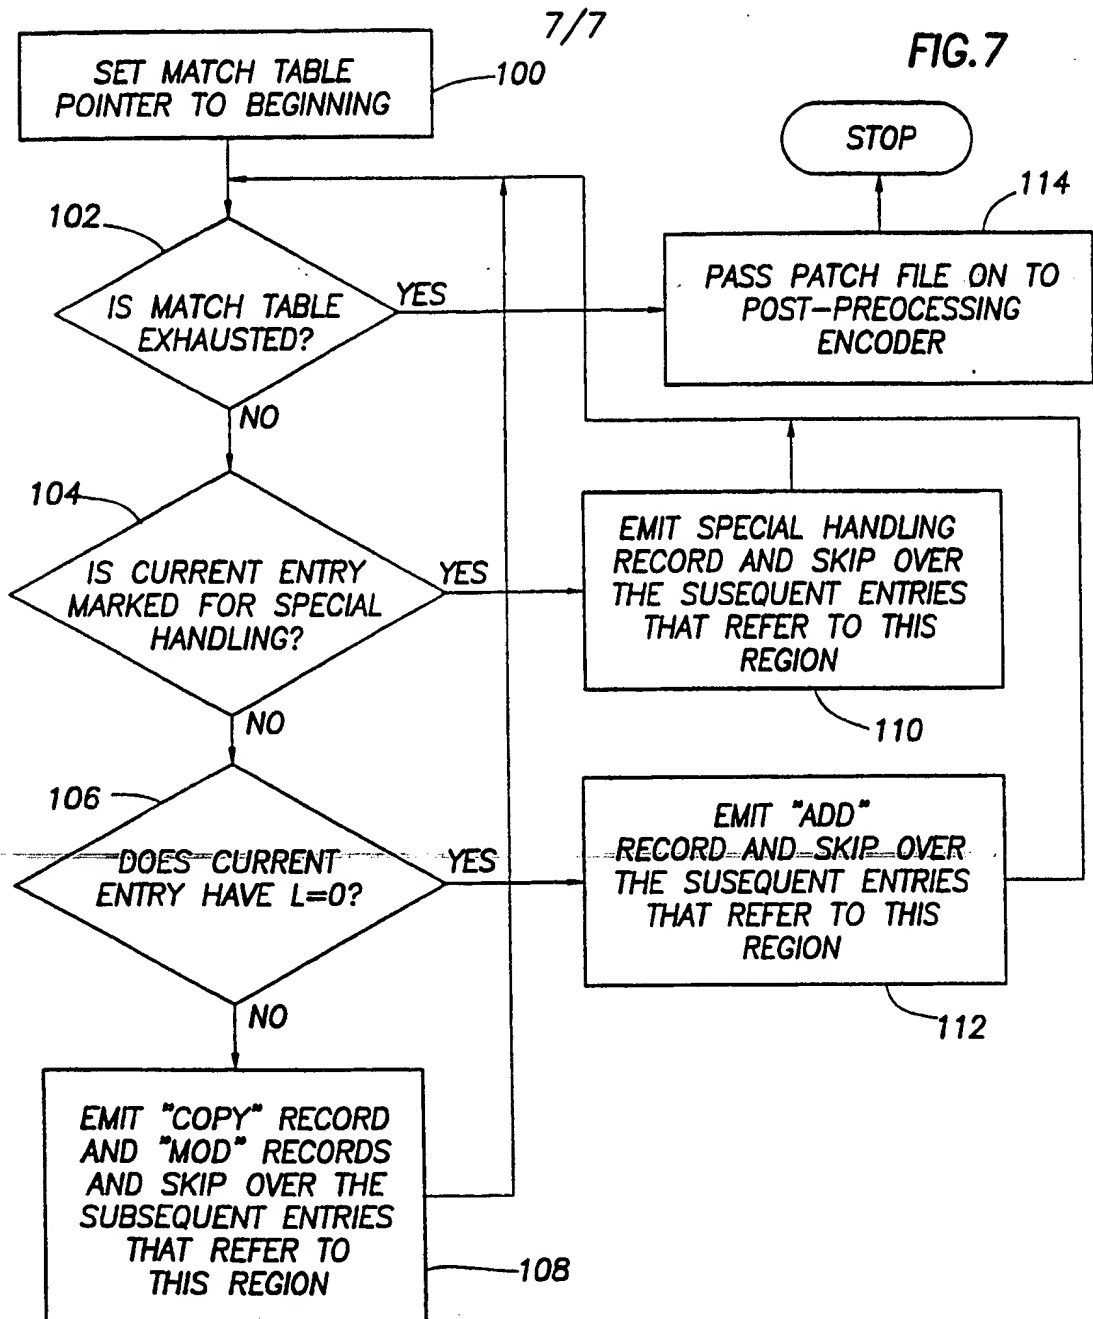 7/7
FIG.7
SET MATCH TABLE
POINTER TO BEGINNING
100
STOP
114
102
IS MATCH TABLE
EXHAUSTED?
YES
PASS PATCH FILE ON TO
POST-PREOCESSING
ENCODER
NO
104
IS CURRENT ENTRY
MARKED FOR SPECIAL
HANDLING?
YES
EMIT SPECIAL HANDLING
RECORD AND SKIP OVER
THE SUSEQUENT ENTRIES
THAT REFER TO THIS
REGION
110
NO
106
DOES CURRENT
ENTRY HAVE L=0?
YES
EMIT "ADD"
RECORD AND SKIP OVER
THE SUSEQUENT ENTRIES
THAT REFER TO THIS
REGION
112
NO
EMIT "COPY" RECORD
AND "MOD" RECORDS
AND SKIP OVER THE
SUBSEQUENT ENTRIES
THAT REFER TO
THIS REGION
108